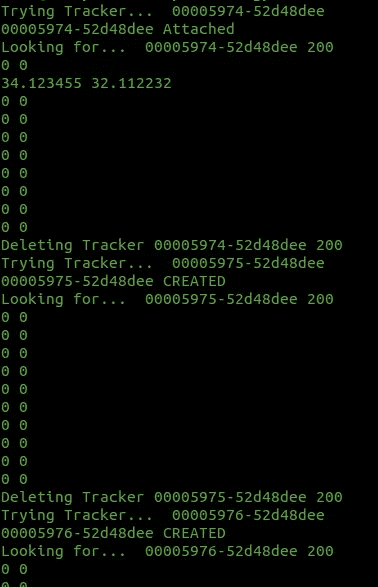 Trying Tracker...  00005974-52d48dee
00005974-52d48dee Attached
Looking for...  00005974-52d48dee 200
0 0
34.123455 32.112232
0 0
0 0
0 0
0 0
0 0
0 0
0 0
0 0
Deleting Tracker 00005974-52d48dee 200
Trying Tracker...  00005975-52d48dee
00005975-52d48dee CREATED
Looking for...  00005975-52d48dee 200
0 0
0 0
0 0
0 0
0 0
0 0
0 0
0 0
0 0
0 0
Deleting Tracker 00005975-52d48dee 200
Trying Tracker...  00005976-52d48dee
00005976-52d48dee CREATED
Looking for...  00005976-52d48dee 200
0 0
0 0